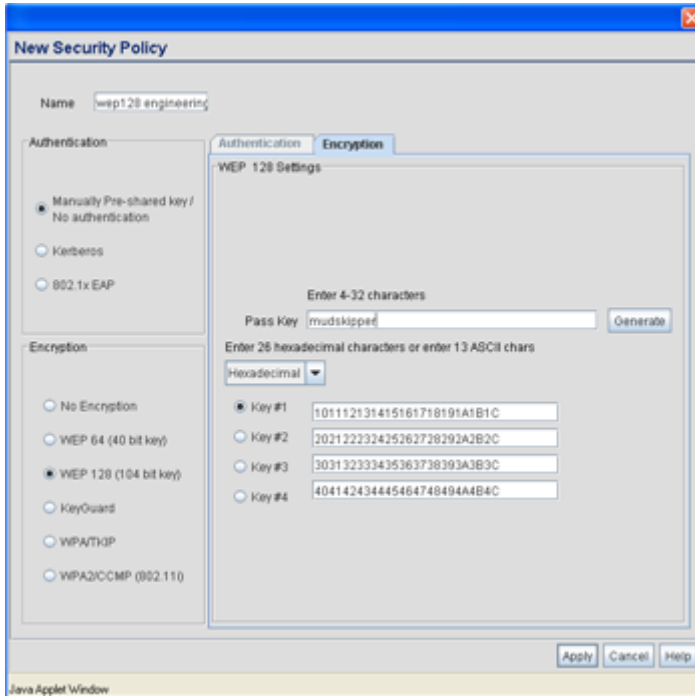 New Security Policy
Name wep128 engineering
Authentication
Manually Pre-shared key /
No authentication
Kerberos
802.1x EAP
Encryption
No Encryption
WEP 64 (40 bit key)
WEP 128 (104 bit key)
KeyGuard
WPA/TKIP
WPA2/CCMP (802.11i)
Authentication Encryption
WEP 128 Settings
Enter 4-32 characters
Pass Key mudskipper Generate
Enter 26 hexadecimal characters or enter 13 ASCII chars
Hexadecimal
Key #1 101112131415161718191A1B1C
Key #2 202122232425262728292A2B2C
Key #3 303132333435363738393A3B3C
Key #4 404142434445464748494A4B4C
Apply Cancel Help
Java Applet Window